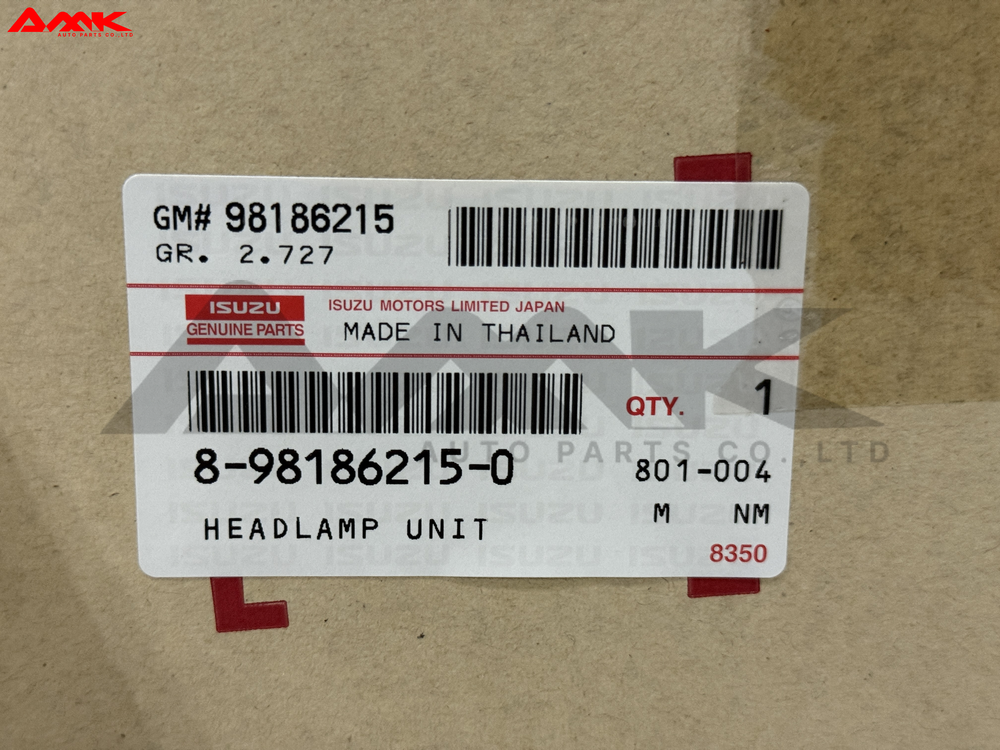 AMK
AUTO PARTS CO.,LTD
GM# 98186215
GR. 2.727
ISUZU
GENUINE PARTS
ISUZU MOTORS LIMITED JAPAN
MADE IN THAILAND
QTY. 1
AMK
AUTO PARTS CO., LTD
8-98186215-0
801-004
HEADLAMP UNIT
M NM
8350